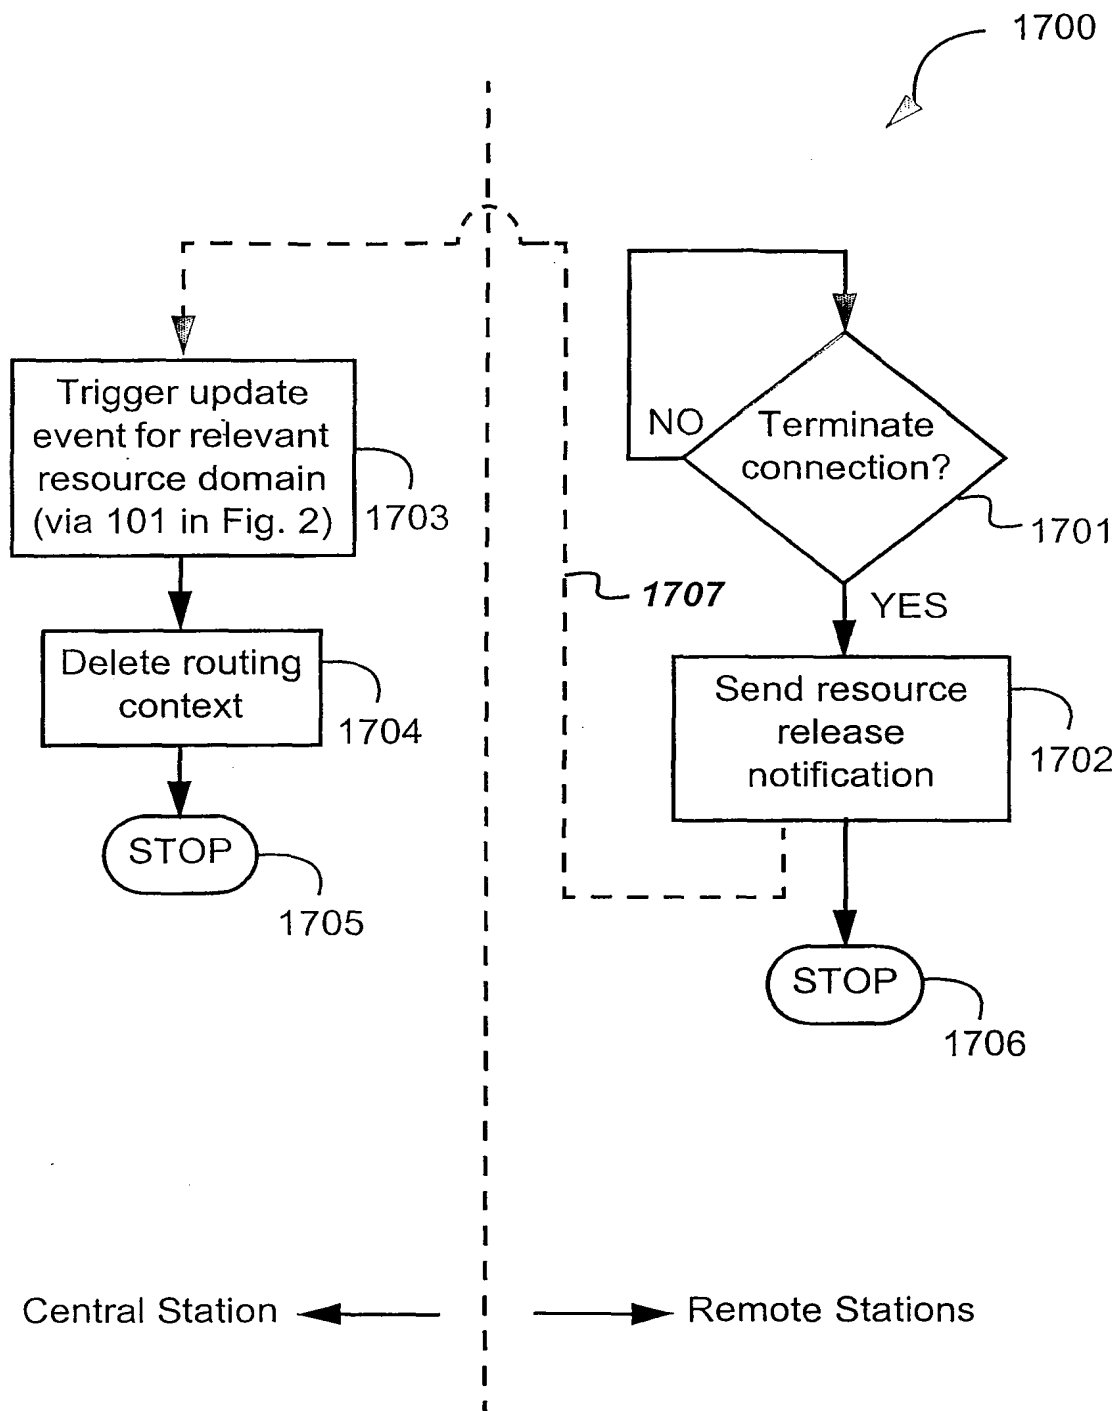 1700
Trigger update
event for relevant
resource domain
(via 101 in Fig. 2)
1703
NO
Terminate
connection?
1701
1707
YES
Delete routing
context
1704
Send resource
release
notification
1702
STOP
1705
STOP
1706
Central Station
Remote Stations